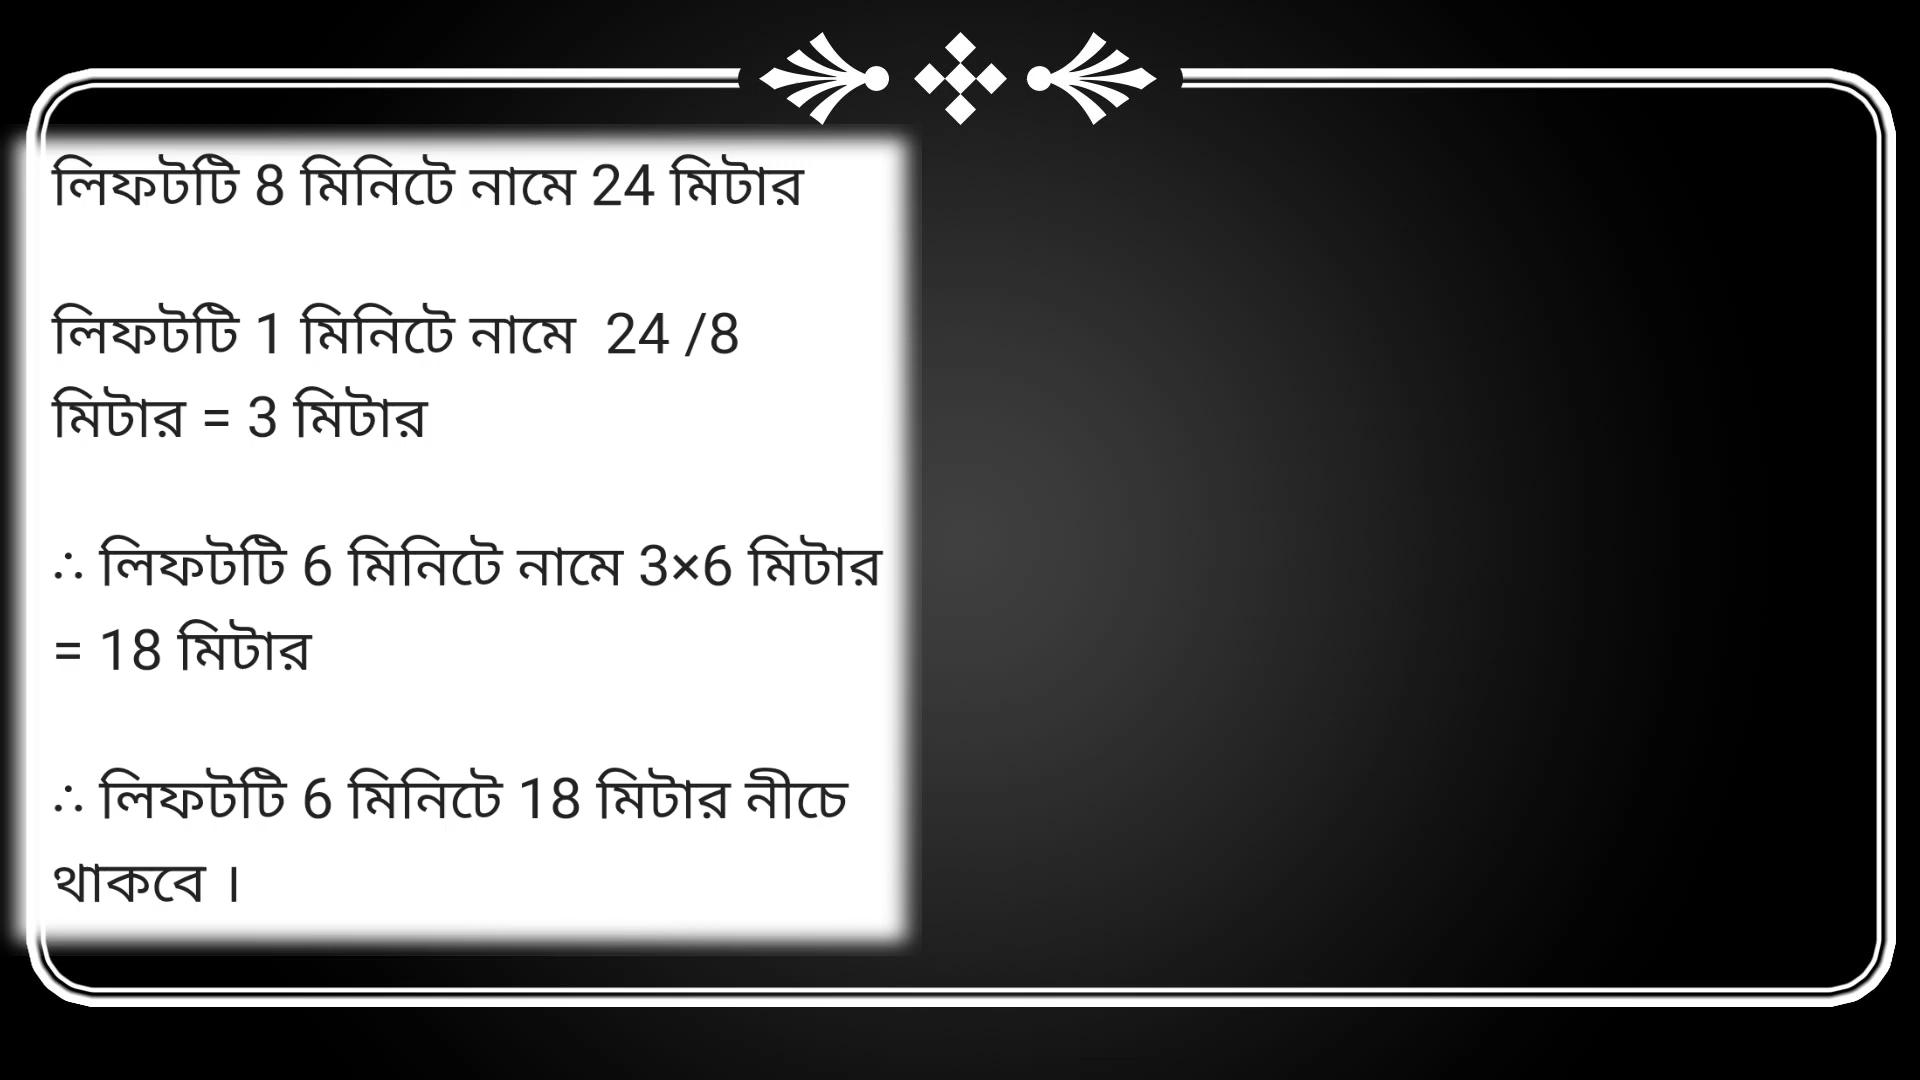 লিফটটি 8 মিনিটে নামে 24 মিটার
লিফটটি 1 মিনিটে নামে 24 /8
মিটার = 3 মিটার
∴ লিফটটি 6 মিনিটে নামে 3×6 মিটার
= 18 মিটার
∴ লিফটটি 6 মিনিটে 18 মিটার নীচে
থাকবে ।